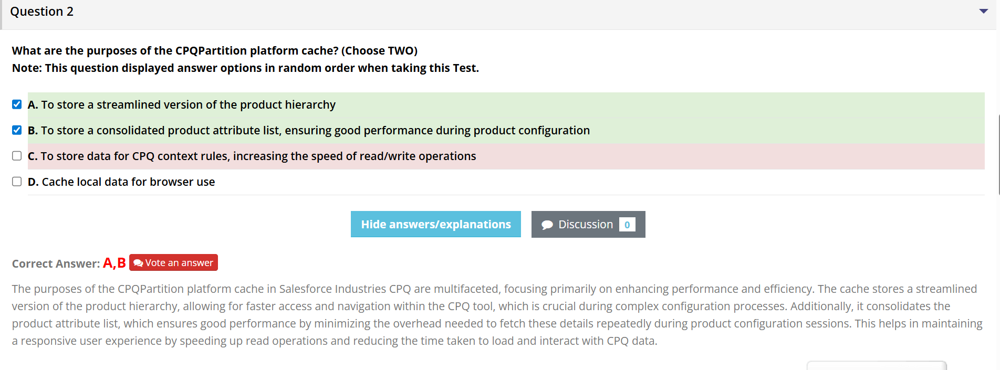 Question 2
What are the purposes of the CPQPartition platform cache? (Choose TWO)
Note: This question displayed answer options in random order when taking this Test.
A. To store a streamlined version of the product hierarchy
B. To store a consolidated product attribute list, ensuring good performance during product configuration
C. To store data for CPQ context rules, increasing the speed of read/write operations
D. Cache local data for browser use
Hide answers/explanations
Discussion 0
Correct Answer: A,B Vote an answer
The purposes of the CPQPartition platform cache in Salesforce Industries CPQ are multifaceted, focusing primarily on enhancing performance and efficiency. The cache stores a streamlined
version of the product hierarchy, allowing for faster access and navigation within the CPQ tool, which is crucial during complex configuration processes. Additionally, it consolidates the
product attribute list, which ensures good performance by minimizing the overhead needed to fetch these details repeatedly during product configuration sessions. This helps in maintaining
a responsive user experience by speeding up read operations and reducing the time taken to load and interact with CPQ data.